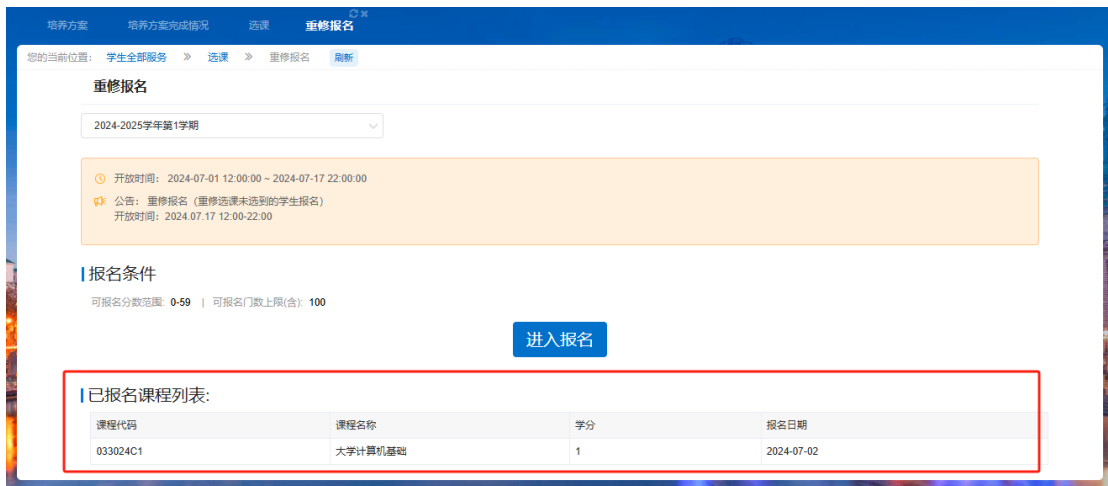 培养方案 培养方案完成情况 选课 重修报名
您的当前位置： 学生全部服务 》 选课 》 重修报名 刷新
重修报名
2024-2025学年第1学期
开放时间： 2024-07-01 12:00:00 ~ 2024-07-17 22:00:00
公告： 重修报名（重修选课未选到的学生报名）
开放时间：2024.07.17 12:00-22:00
报名条件
可报名分数范围: 0-59 | 可报名门数上限(含): 100
进入报名
已报名课程列表:
课程代码 课程名称 学分 报名日期
033024C1 大学计算机基础 1 2024-07-02